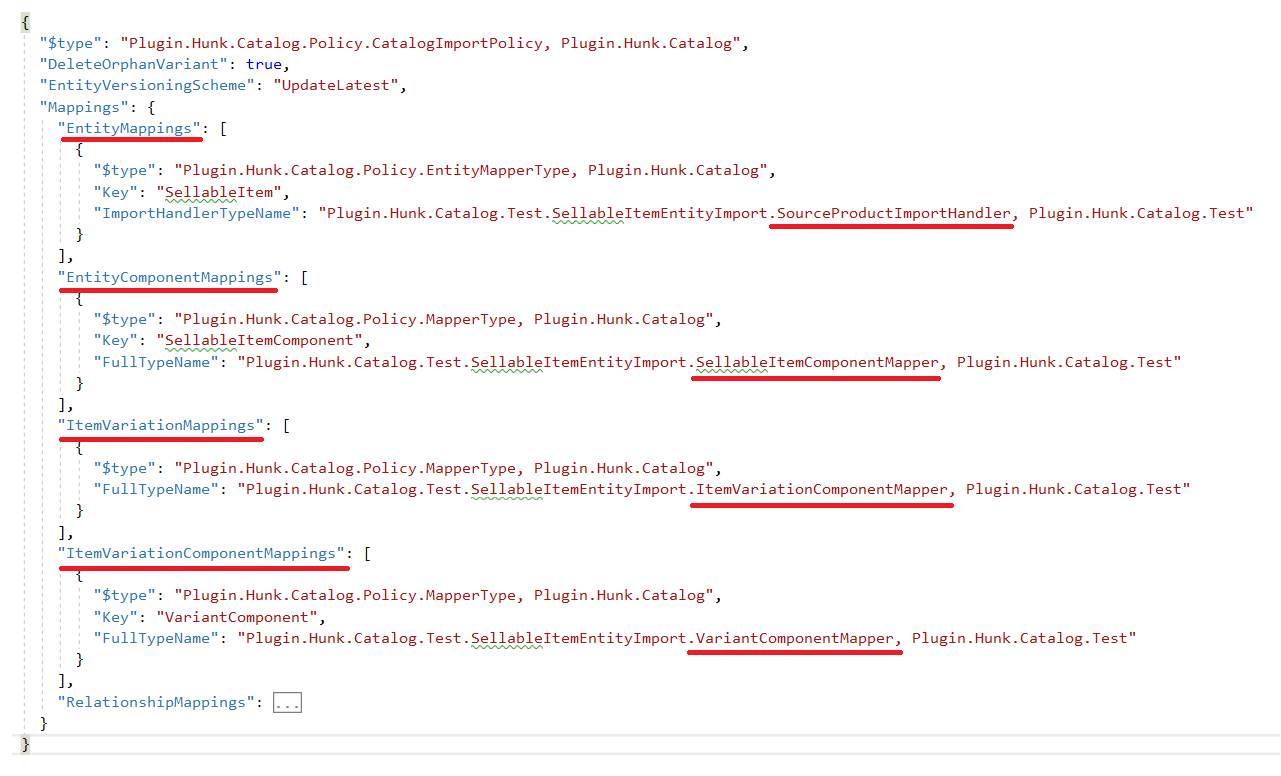 {
"$type": "Plugin.Hunk.Catalog.Policy.CatalogImportPolicy, Plugin.Hunk.Catalog",
"DeleteOrphanVariant": true,
"EntityVersioningScheme": "UpdateLatest",
"Mappings": {
"EntityMappings": [
{
"$type": "Plugin.Hunk.Catalog.Policy.EntityMapperType, Plugin.Hunk.Catalog",
"Key": "SellableItem",
"ImportHandlerTypeName": "Plugin.Hunk.Catalog.Test.SellableItemEntityImport.SourceProductImportHandler, Plugin.Hunk.Catalog.Test"
}
],
"EntityComponentMappings": [
{
"$type": "Plugin.Hunk.Catalog.Policy.MapperType, Plugin.Hunk.Catalog",
"Key": "SellableItemComponent",
"FullTypeName": "Plugin.Hunk.Catalog.Test.SellableItemEntityImport.SellableItemComponentMapper, Plugin.Hunk.Catalog.Test"
}
],
"ItemVariationMappings": [
{
"$type": "Plugin.Hunk.Catalog.Policy.MapperType, Plugin.Hunk.Catalog",
"FullTypeName": "Plugin.Hunk.Catalog.Test.SellableItemEntityImport.ItemVariationComponentMapper, Plugin.Hunk.Catalog.Test"
}
],
"ItemVariationComponentMappings": [
{
"$type": "Plugin.Hunk.Catalog.Policy.MapperType, Plugin.Hunk.Catalog",
"Key": "VariantComponent",
"FullTypeName": "Plugin.Hunk.Catalog.Test.SellableItemEntityImport.VariantComponentMapper, Plugin.Hunk.Catalog.Test"
}
],
"RelationshipMappings": ...
}
}